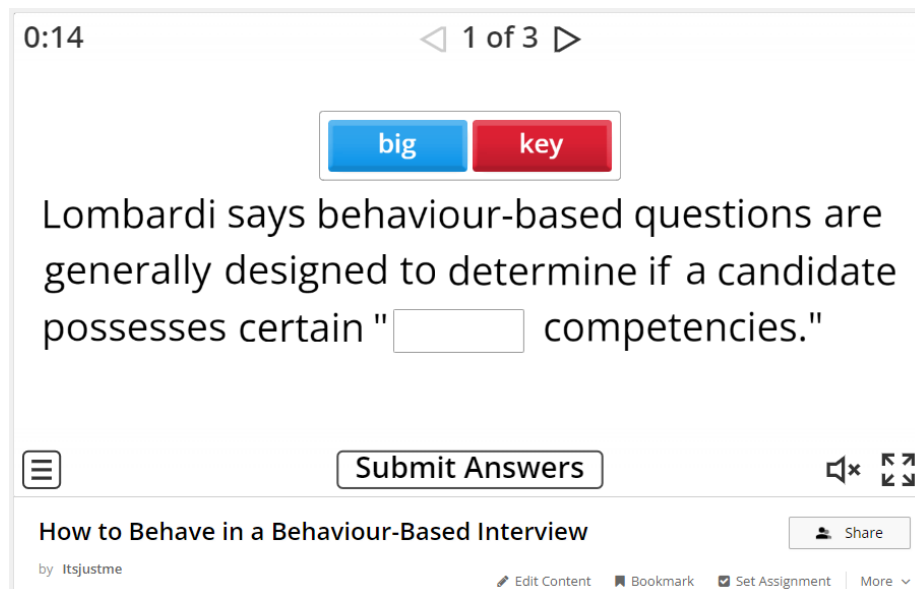 0:14
1 of 3
big key
Lombardi says behaviour-based questions are
generally designed to determine if a candidate
possesses certain " competencies."
Submit Answers
How to Behave in a Behaviour-Based Interview
Share
by Itsjustme
Edit Content Bookmark Set Assignment More